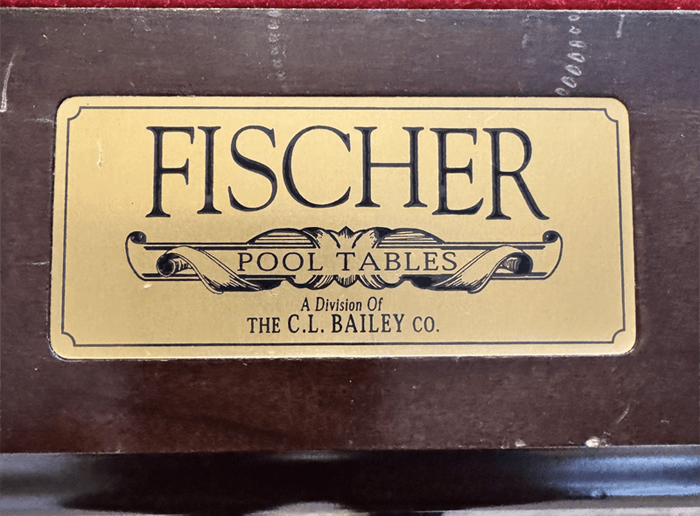 FISCHER
POOL TABLES
A Division Of
THE C.L. BAILEY CO.